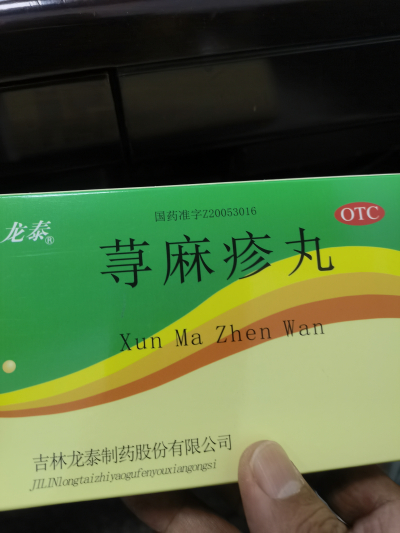 国药准字Z20053016
OTC
龙泰®
荨麻疹丸
Xun Ma Zhen Wan
吉林龙泰制药股份有限公司
JILINlongtaizhiyaogufenyouxiangongsi